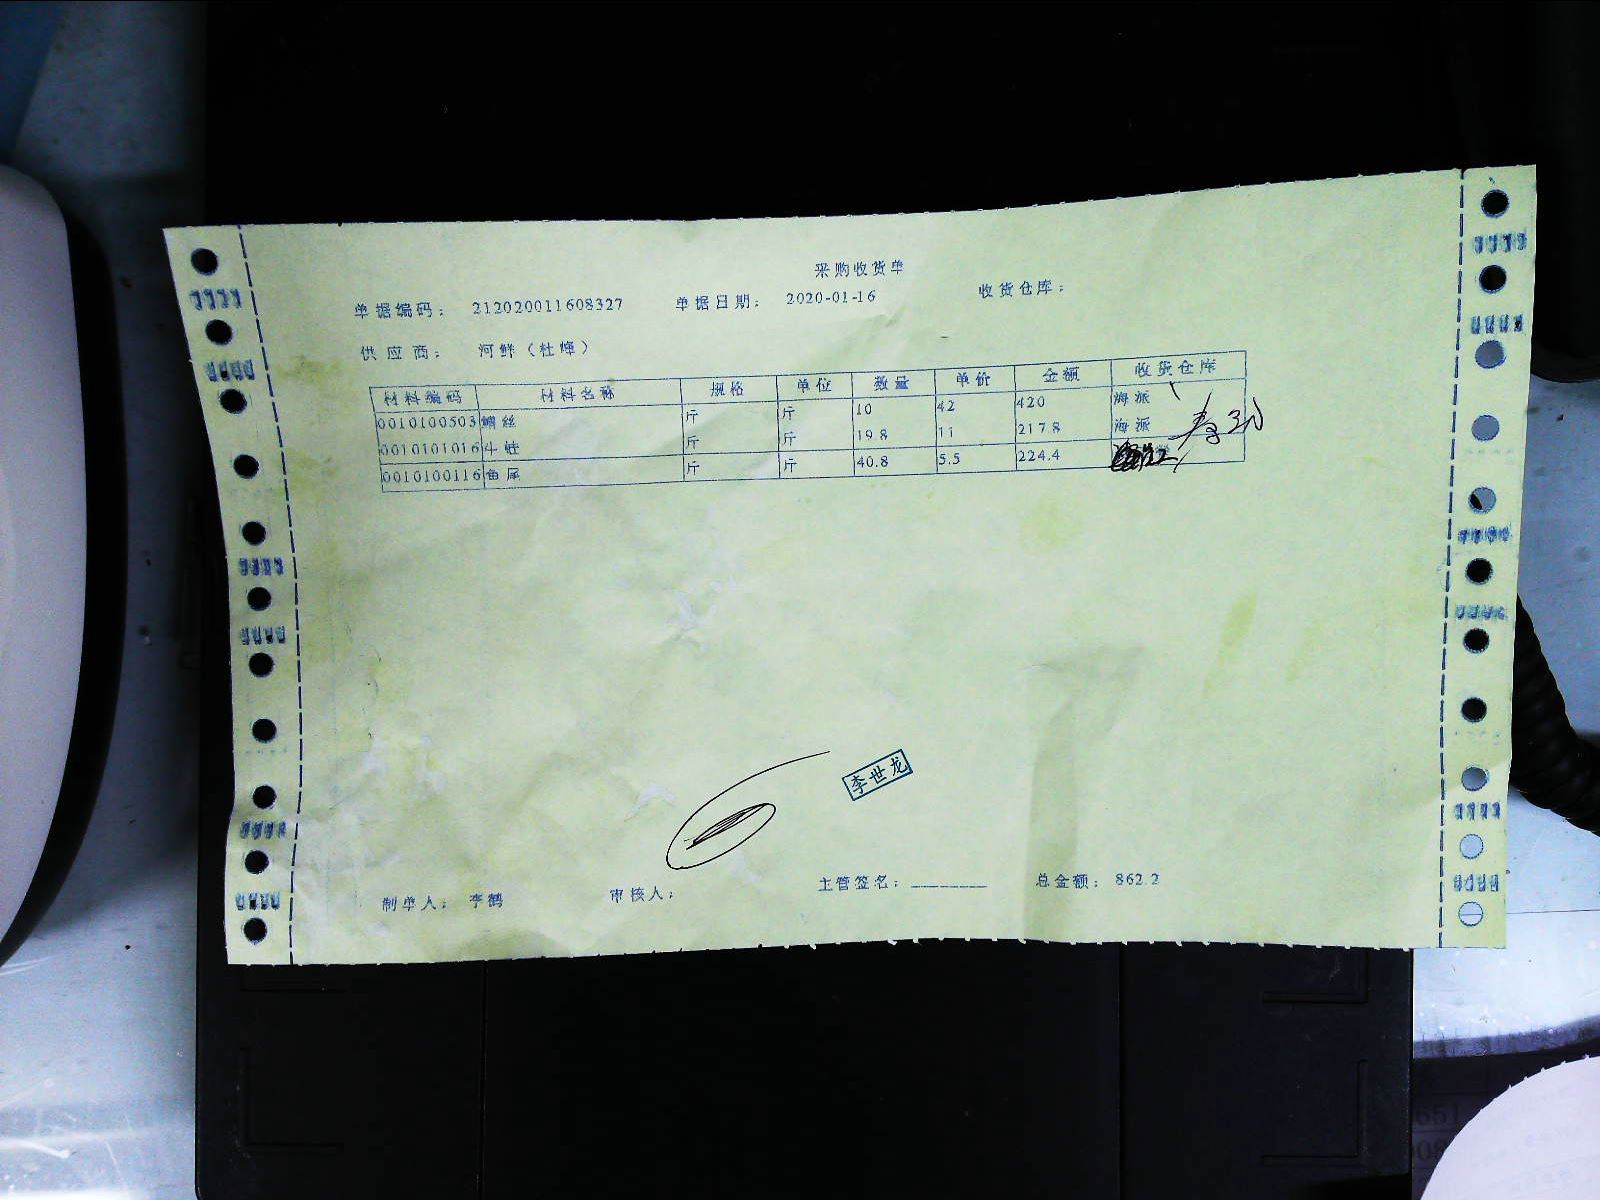 采购收货单
单据编码： 212020011608327 单据日期： 2020-01-16 收货仓库：
供应商： 河鲜（杜峰）
材料编码 材料名称 规格 单位 数量 单价 金额 收货仓库
0010100503 螺丝 斤 斤 10 42 420 海派
0010101016 牛蛙 斤 斤 19.8 11 217.8 海派
0010100116 鱼尾 斤 斤 40.8 5.5 224.4
李世龙
制单人： 李鹤 审核人： 主管签名： 总金额： 862.2